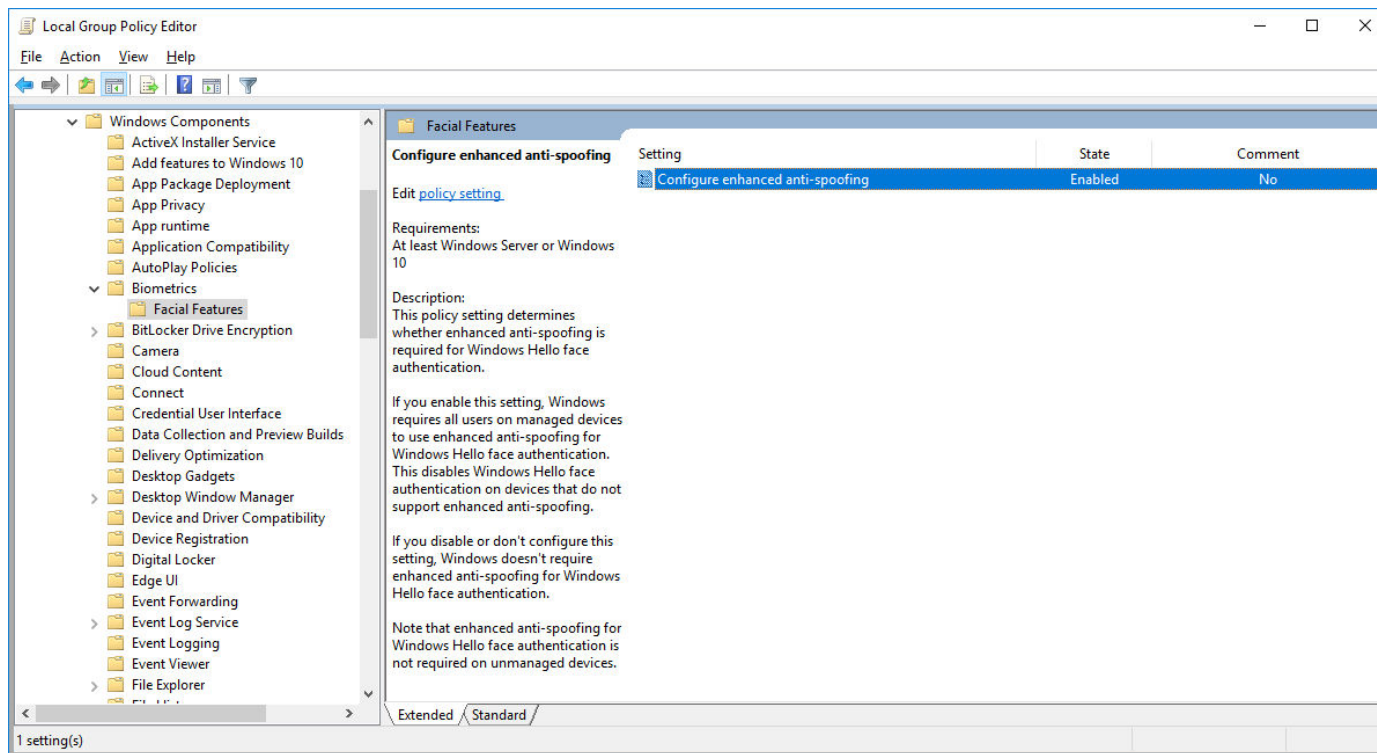 Local Group Policy Editor
File Action View Help
Windows Components
ActiveX Installer Service
Add features to Windows 10
App Package Deployment
App Privacy
App runtime
Application Compatibility
AutoPlay Policies
Biometrics
Facial Features
BitLocker Drive Encryption
Camera
Cloud Content
Connect
Credential User Interface
Data Collection and Preview Builds
Delivery Optimization
Desktop Gadgets
Desktop Window Manager
Device and Driver Compatibility
Device Registration
Digital Locker
Edge UI
Event Forwarding
Event Log Service
Event Logging
Event Viewer
File Explorer
Facial Features
Configure enhanced anti-spoofing
Edit policy setting
Requirements:
At least Windows Server or Windows
10
Description:
This policy setting determines
whether enhanced anti-spoofing is
required for Windows Hello face
authentication.
If you enable this setting, Windows
requires all users on managed devices
to use enhanced anti-spoofing for
Windows Hello face authentication.
This disables Windows Hello face
authentication on devices that do not
support enhanced anti-spoofing.
If you disable or don't configure this
setting, Windows doesn't require
enhanced anti-spoofing for Windows
Hello face authentication.
Note that enhanced anti-spoofing for
Windows Hello face authentication is
not required on unmanaged devices.
Setting State Comment
Configure enhanced anti-spoofing Enabled No
Extended Standard
1 setting(s)